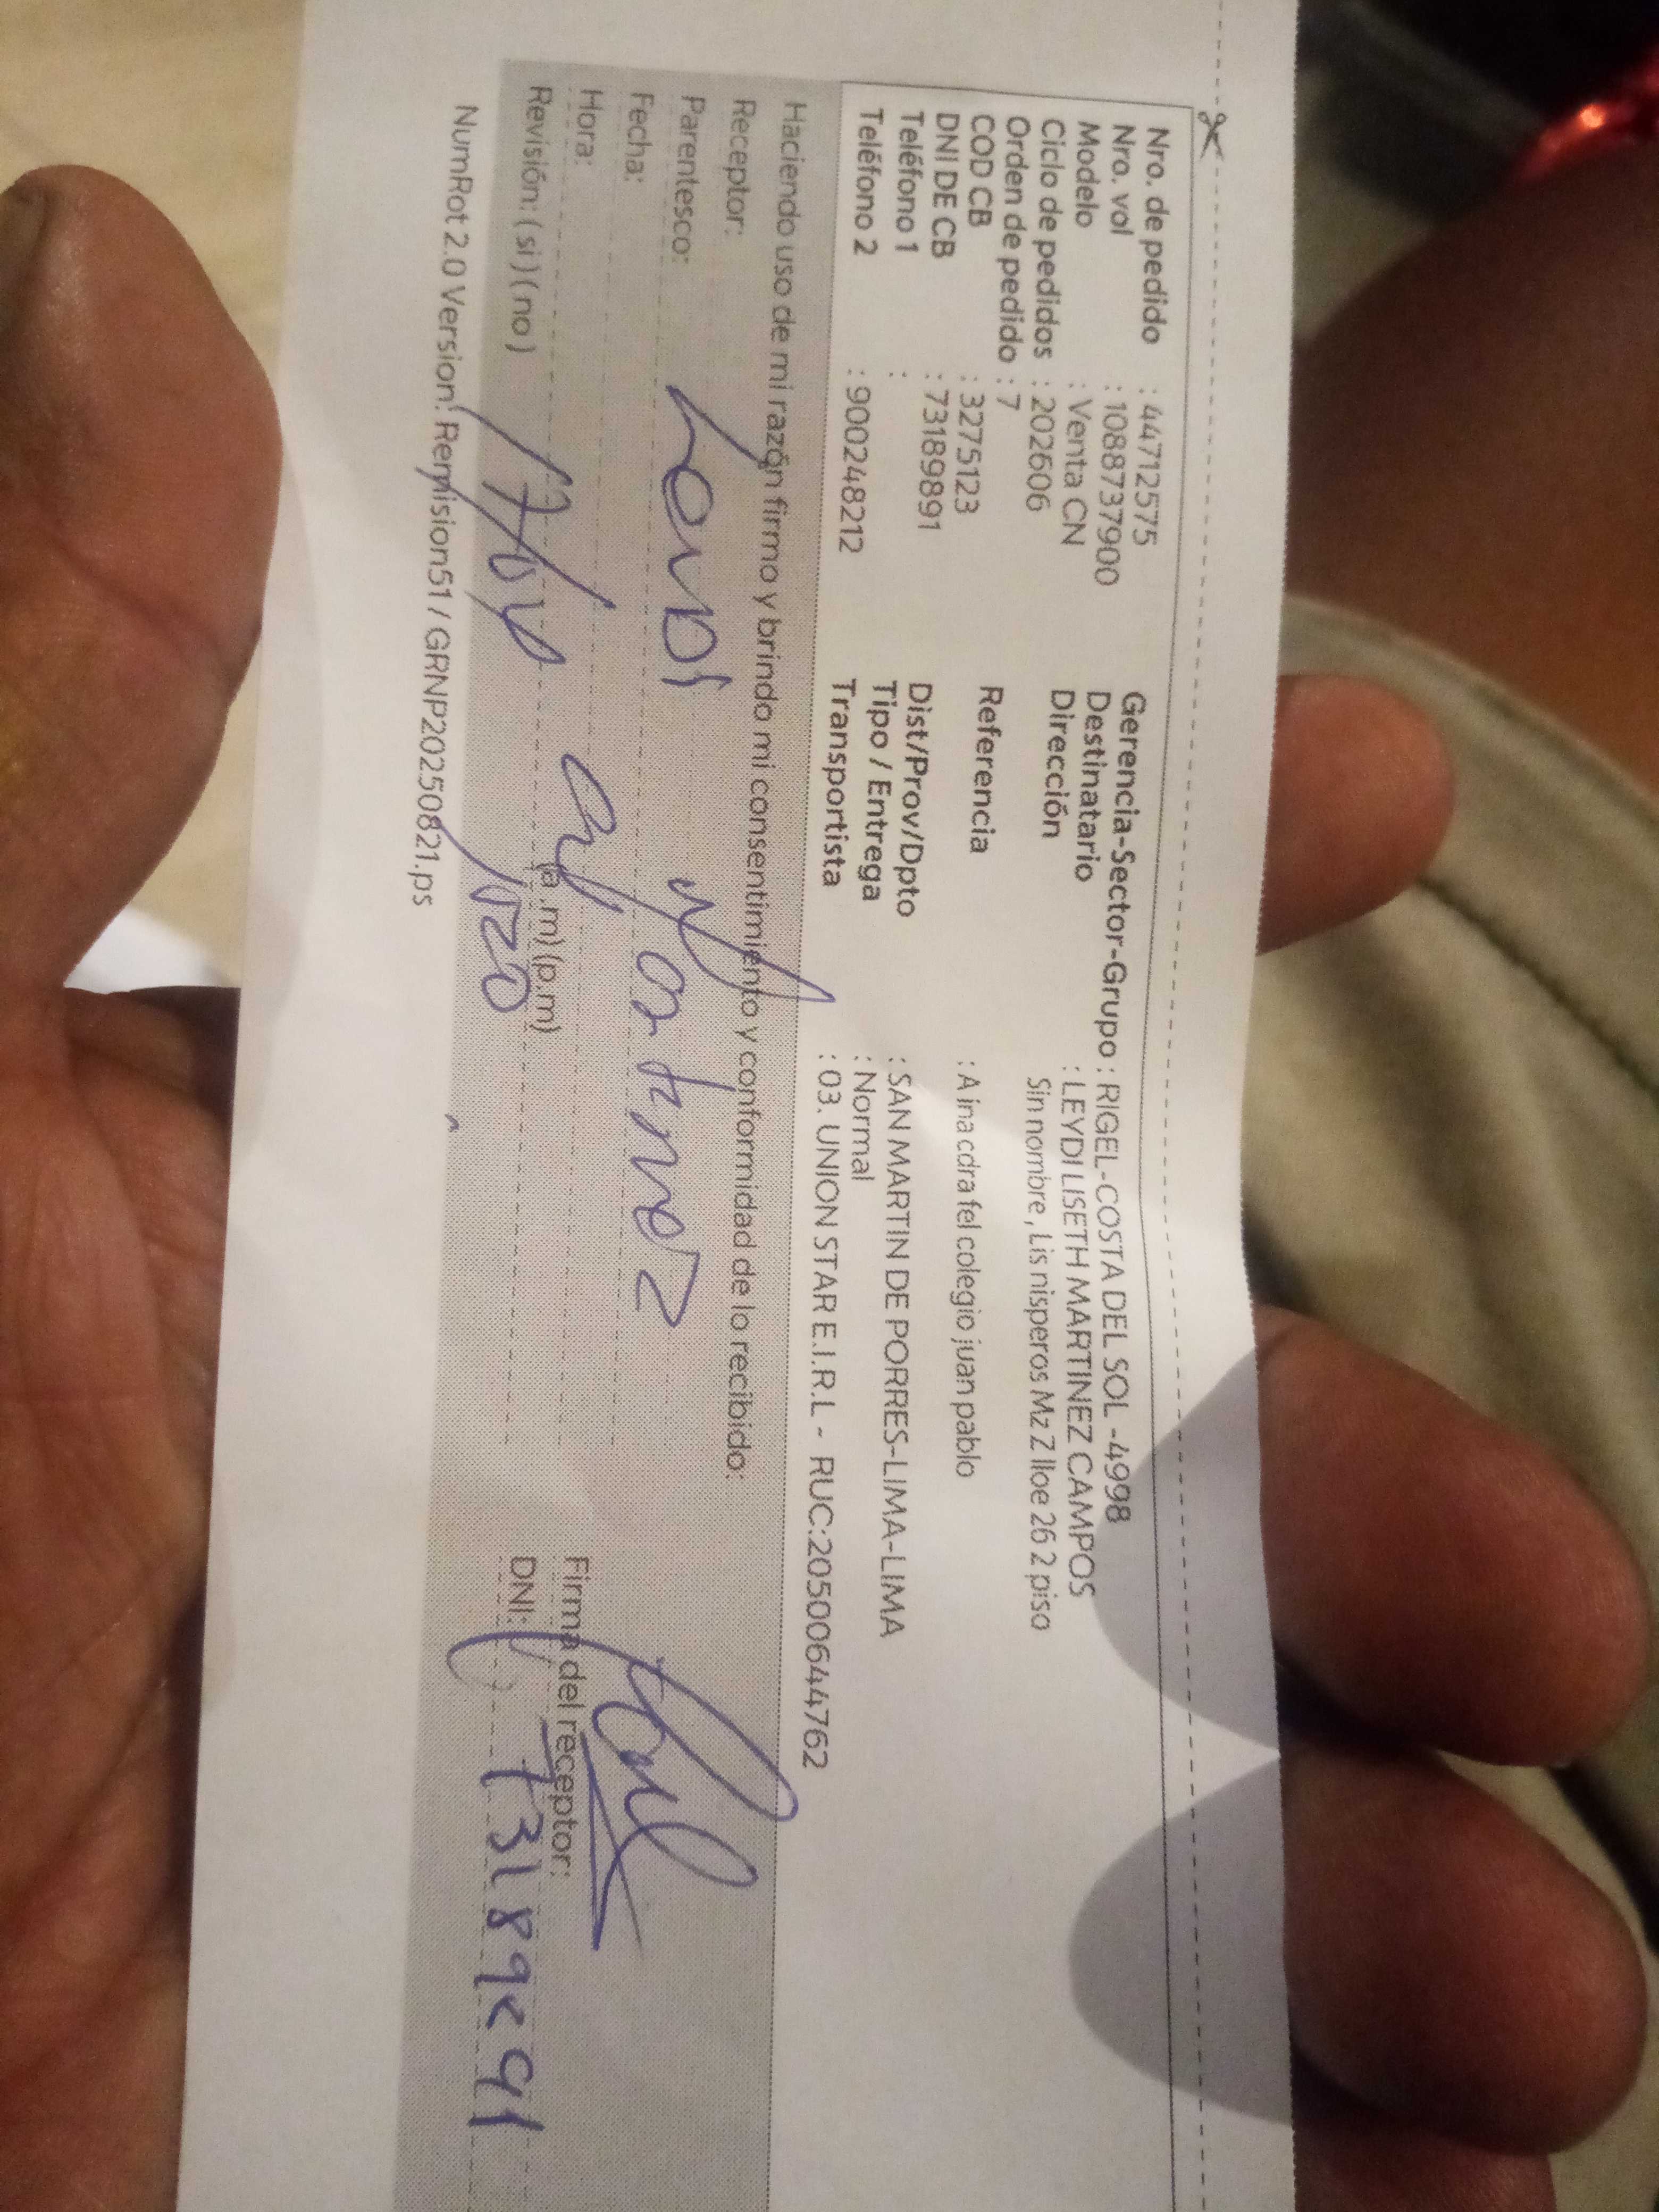 Nro. de pedido : 44712575
Nro. vol : 1088737900
Modelo : Venta CN
Ciclo de pedidos : 202606
Orden de pedido : 7
COD CB : 3275123
DNI DE CB : 73189891
Teléfono 1 :
Teléfono 2 : 900248212
Gerencia-Sector-Grupo : RIGEL-COSTA DEL SOL -4998
Destinatario : LEYDI LISETH MARTINEZ CAMPOS
Dirección Sin nombre, Lis nisperos Mz Z lloe 26 2 piso
Referencia : A ina cdra fel colegio juan pablo
Dist/Prov/Dpto : SAN MARTIN DE PORRES-LIMA-LIMA
Tipo / Entrega : Normal
Transportista : 03. UNION STAR E.I.R.L - RUC:20500644762
Haciendo uso de mi razón firmo y brindo mi consentimiento y conformidad de lo recibido:
Receptor:
Parentesco:
Fecha:
Hora: (a.m) (p.m)
Revisión: ( si ) ( no )
Firma del receptor:
DNI: 73189891
NumRot 2.0 Version: Remision51 / GRNP20250821.ps